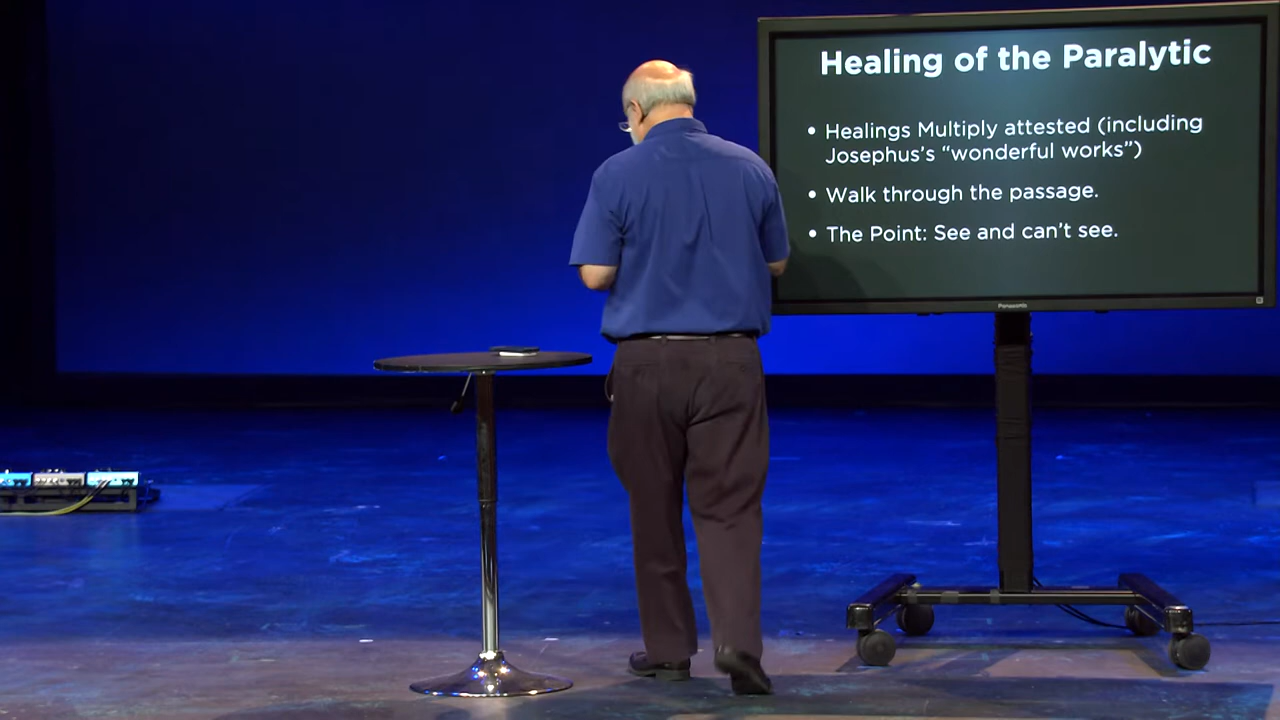 Healing of the Paralytic
• Healings Multiply attested (including
Josephus's “wonderful works”)
• Walk through the passage.
• The Point: See and can't see.
Panasonic